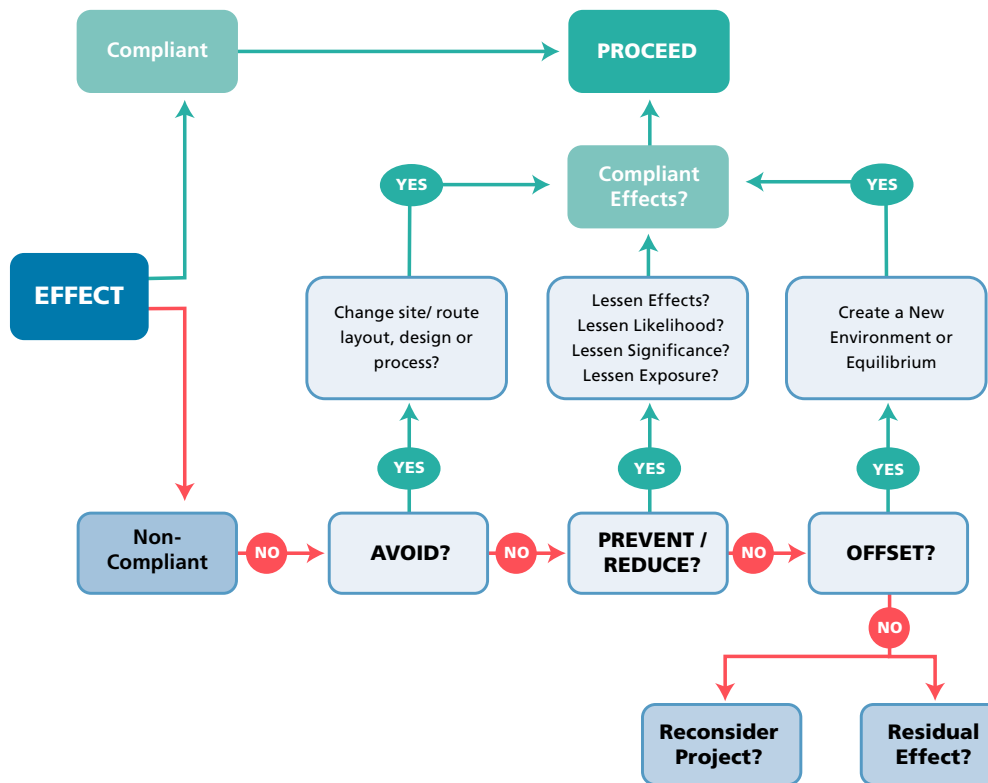 Compliant
PROCEED
YES
Compliant
Effects?
YES
EFFECT
Change site/ route
layout, design or
process?
Lessen Effects?
Lessen Likelihood?
Lessen Significance?
Lessen Exposure?
Create a New
Environment or
Equilibrium
YES
YES
YES
Non-
Compliant
NO
AVOID?
NO
PREVENT /
REDUCE?
NO
OFFSET?
NO
Reconsider
Project?
Residual
Effect?